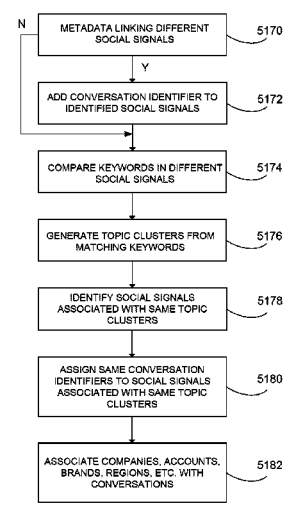 METADATA LINKING DIFFERENT
SOCIAL SIGNALS
5170
N
Y
ADD CONVERSATION IDENTIFIER TO
IDENTIFIED SOCIAL SIGNALS
5172
COMPARE KEYWORDS IN DIFFERENT
SOCIAL SIGNALS
5174
GENERATE TOPIC CLUSTERS FROM
MATCHING KEYWORDS
5176
IDENTIFY SOCIAL SIGNALS
ASSOCIATED WITH SAME TOPIC
CLUSTERS
5178
ASSIGN SAME CONVERSATION
IDENTIFIERS TO SOCIAL SIGNALS
ASSOCIATED WITH SAME TOPIC
CLUSTERS
5180
ASSOCIATE COMPANIES, ACCOUNTS,
BRANDS, REGIONS, ETC. WITH
CONVERSATIONS
5182